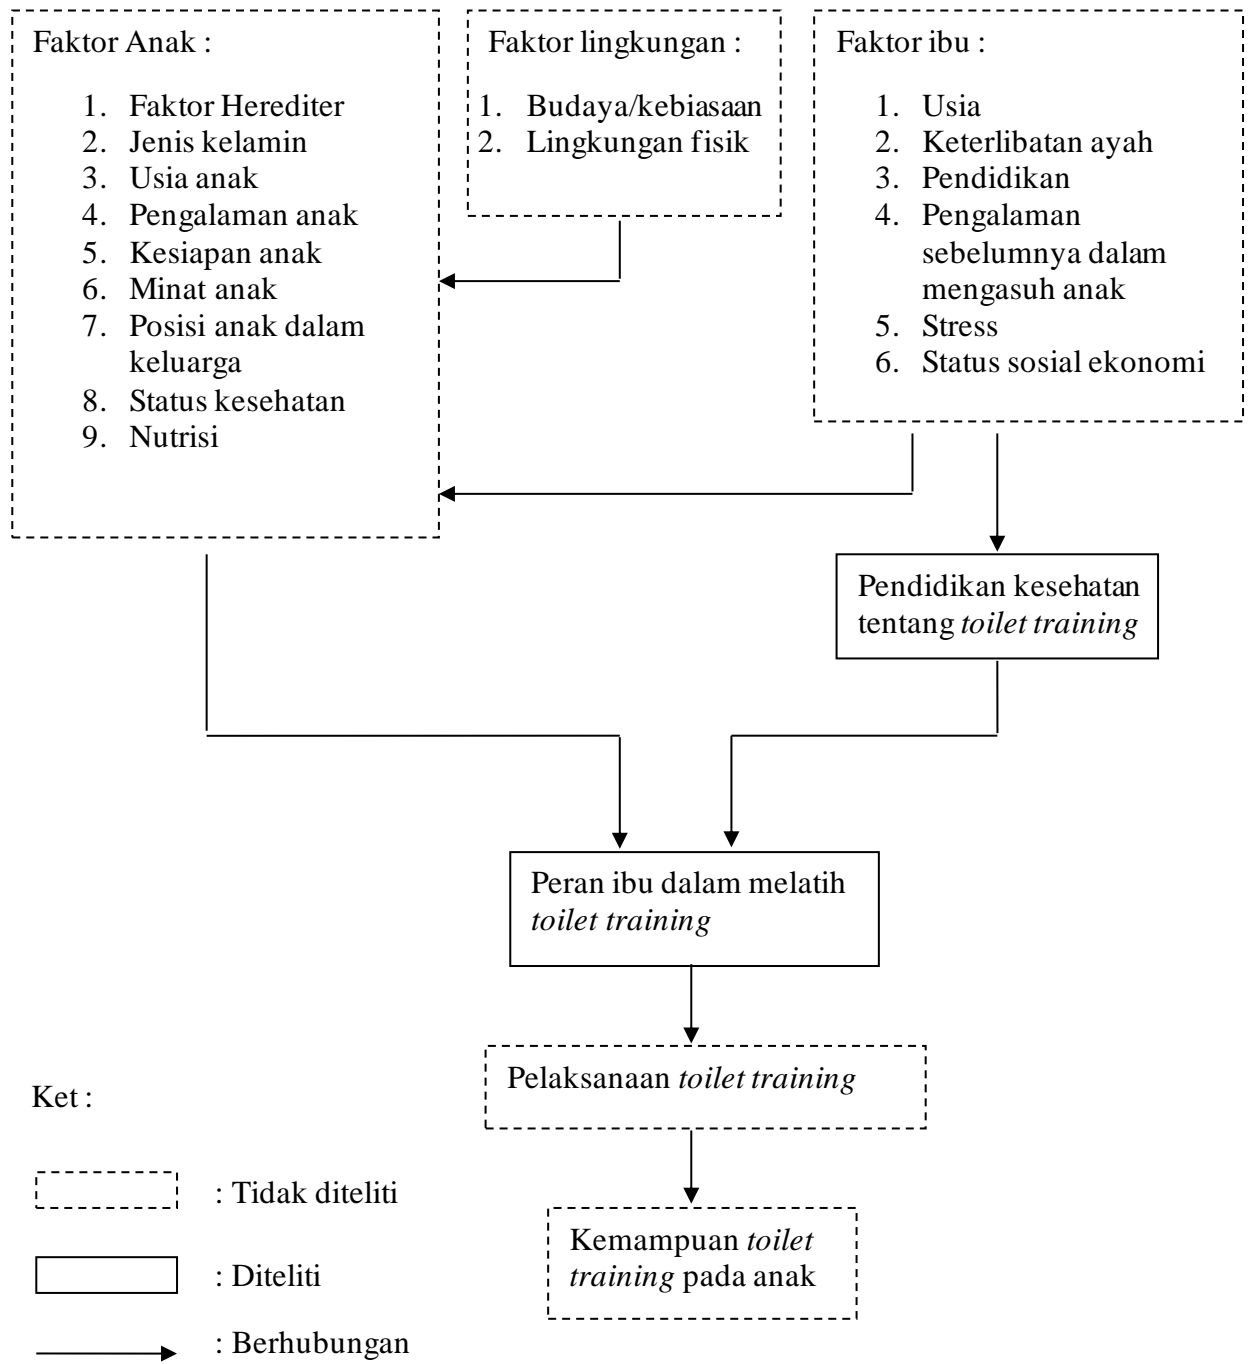 Faktor Anak :
1. Faktor Herediter
2. Jenis kelamin
3. Usia anak
4. Pengalaman anak
5. Kesiapan anak
6. Minat anak
7. Posisi anak dalam
keluarga
8. Status kesehatan
9. Nutrisi
Faktor lingkungan :
1. Budaya/kebiasaan
2. Lingkungan fisik
Faktor ibu :
1. Usia
2. Keterlibatan ayah
3. Pendidikan
4. Pengalaman
sebelumnya dalam
mengasuh anak
5. Stress
6. Status sosial ekonomi
Pendidikan kesehatan
tentang toilet training
Peran ibu dalam melatih
toilet training
Pelaksanaan toilet training
Kemampuan toilet
training pada anak
Ket :
: Tidak diteliti
: Diteliti
: Berhubungan